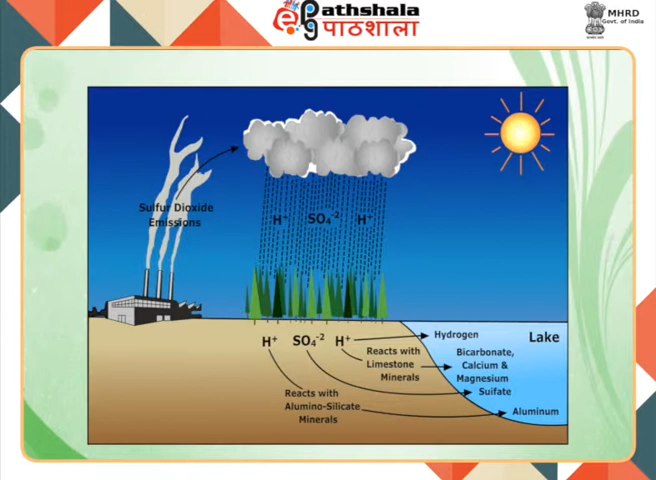 Pathshala
पाठशाला
MHRD
Govt. of India
Sulfur Dioxide
Emissions
H+ SO4-2 H+
H+ SO4-2 H+
Hydrogen
Lake
Reacts with
Limestone
Minerals
Bicarbonate,
Calcium &
Magnesium
Sulfate
Reacts with
Alumino-Silicate
Minerals
Aluminum